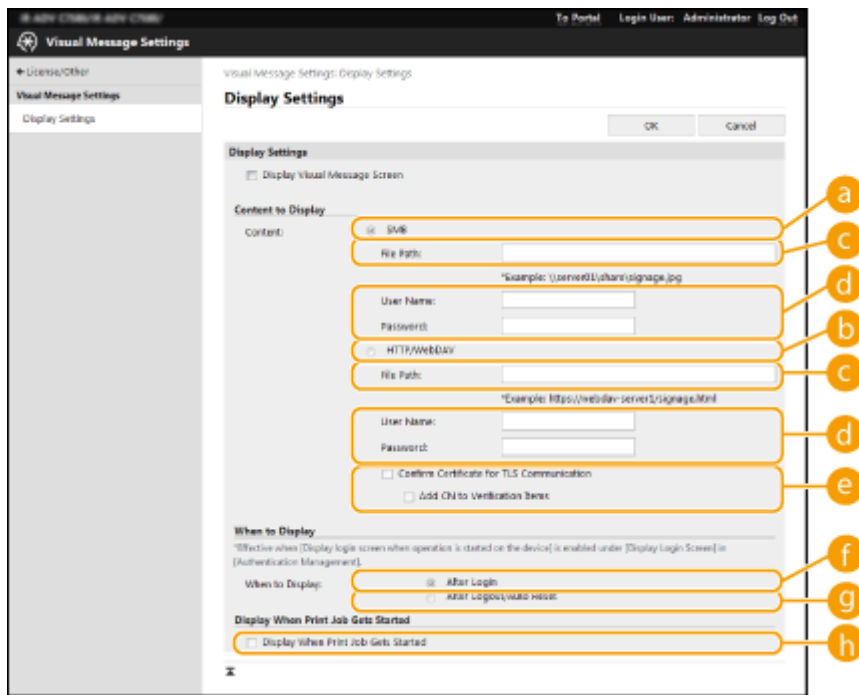 To Portal Login User: Administrator Log Out
Visual Message Settings
License/Other
Visual Message Settings: Display Settings
Visual Message Settings
Display Settings
Display Settings
OK Cancel
Display Settings
Display Visual Message Screen
a
Content to Display
Content: SMB
c
File Path:
*Example: \\server01\share\signage.jpg
d
User Name:
Password:
b
HTTP/WebDAV
c
File Path:
*Example: https://webdav-server1/signage.html
d
User Name:
Password:
e
Confirm Certificate for TLS Communication
Add CN to Verification Items
When to Display
*Effective when [Display login screen when operation is started on the device] is enabled under [Display Login Screen] in
[Authentication Management].
f
When to Display: After Login
g
After Logout/Auto Reset
Display When Print Job Gets Started
h
Display When Print Job Gets Started